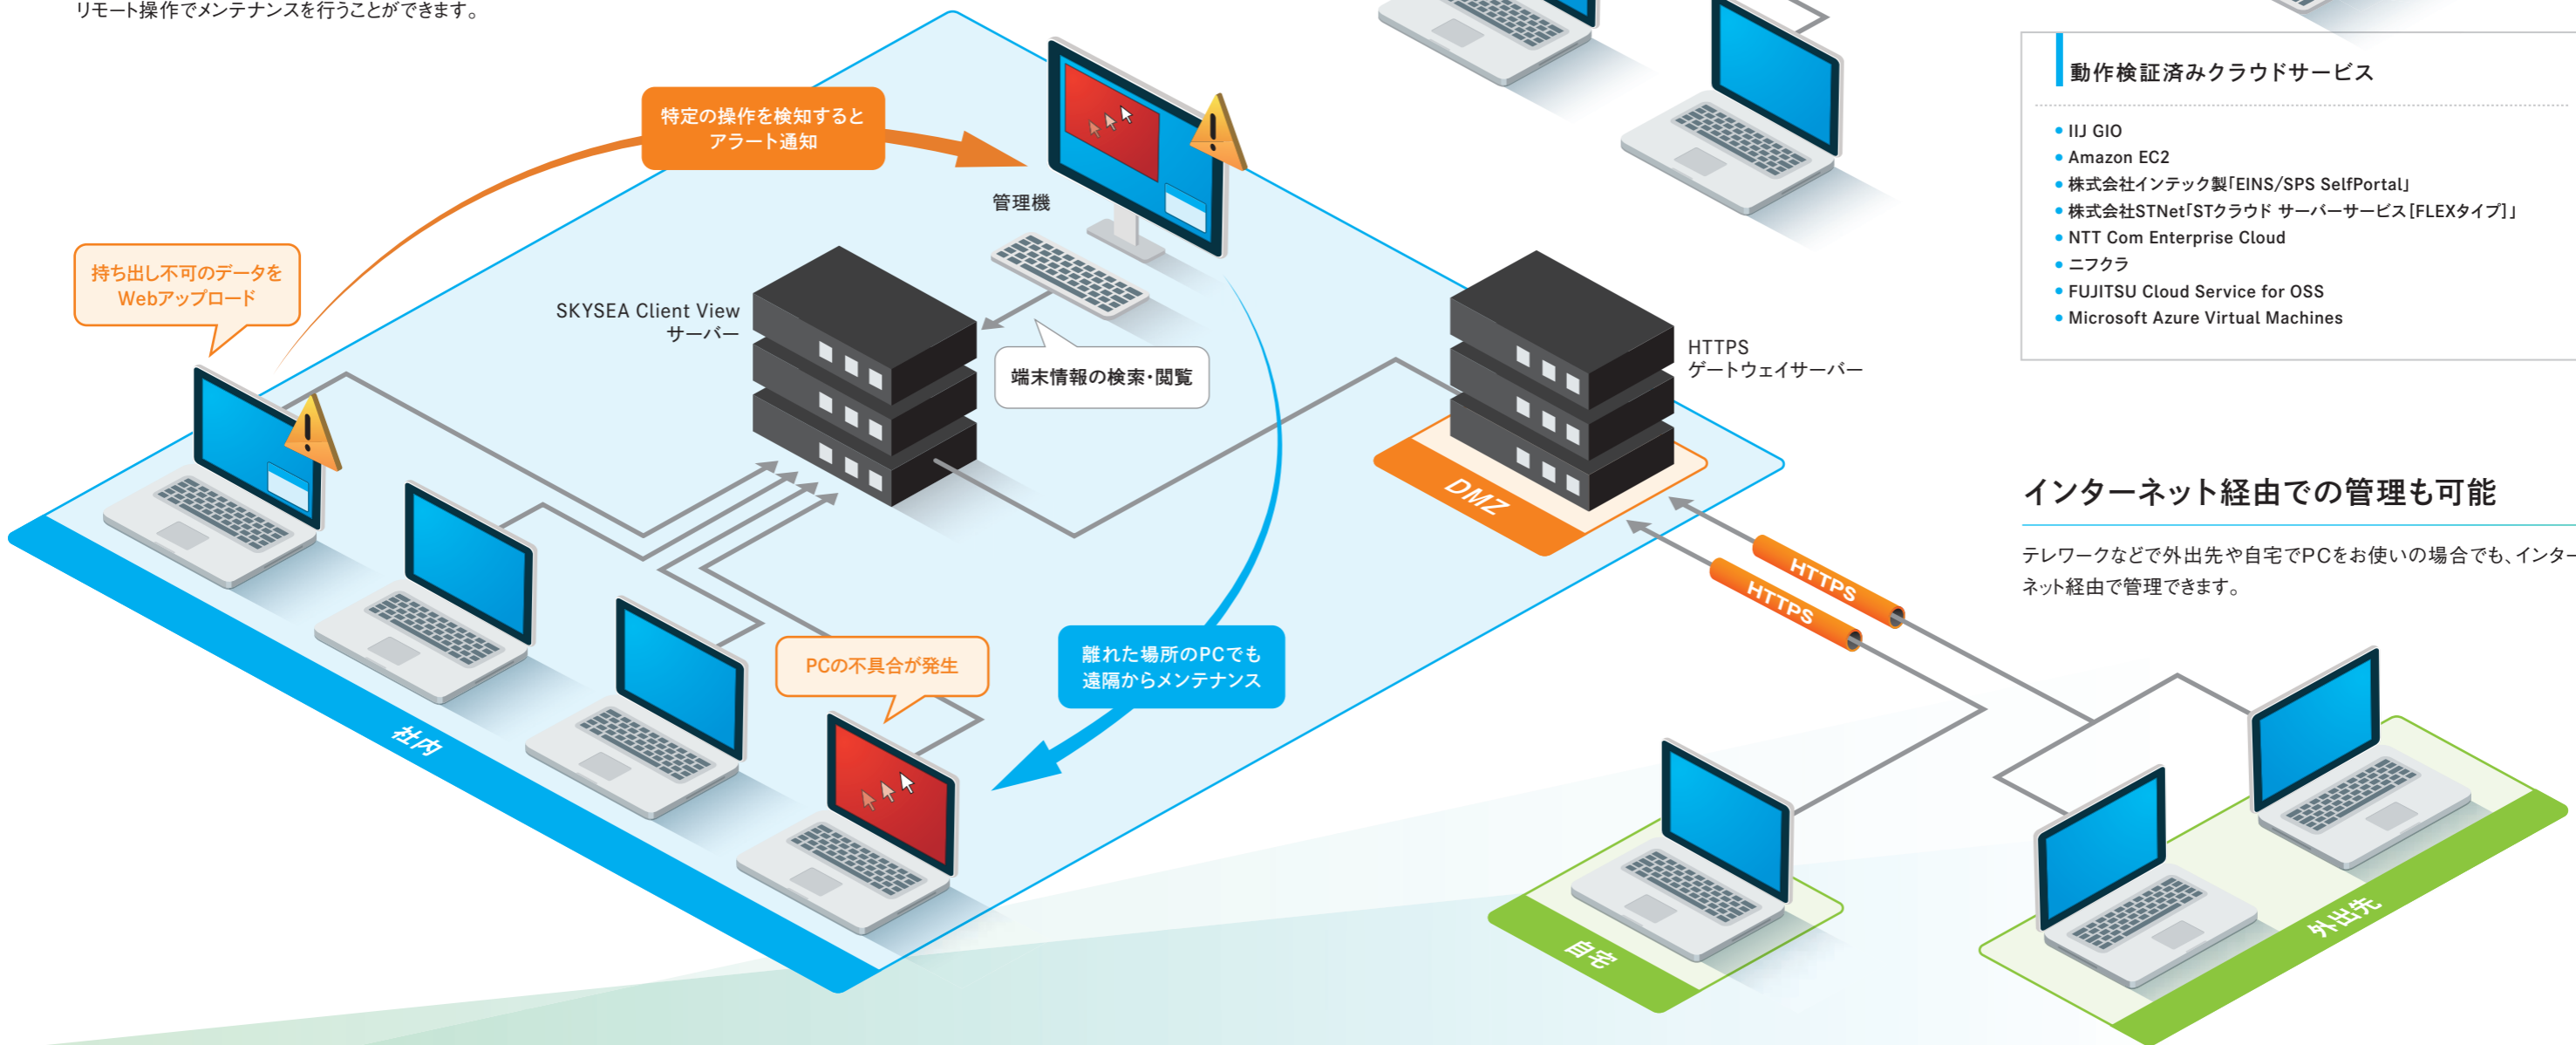 リモート操作でメンテナンスを行うことができます。
特定の操作を検知すると
アラート通知
管理機
持ち出し不可のデータを
Webアップロード
SKYSEA Client View
サーバー
端末情報の検索・閲覧
HTTPS
ゲートウェイサーバー
DMZ
HTTPS
HTTPS
PCの不具合が発生
離れた場所のPCでも
遠隔からメンテナンス
社内
自宅
外出先
動作検証済みクラウドサービス
● IIJ GIO
● Amazon EC2
● 株式会社インテック製「EINS/SPS SelfPortal」
● 株式会社STNet「STクラウド サーバーサービス[FLEXタイプ]」
● NTT Com Enterprise Cloud
● ニフクラ
● FUJITSU Cloud Service for OSS
● Microsoft Azure Virtual Machines
インターネット経由での管理も可能
テレワークなどで外出先や自宅でPCをお使いの場合でも、インター
ネット経由で管理できます。